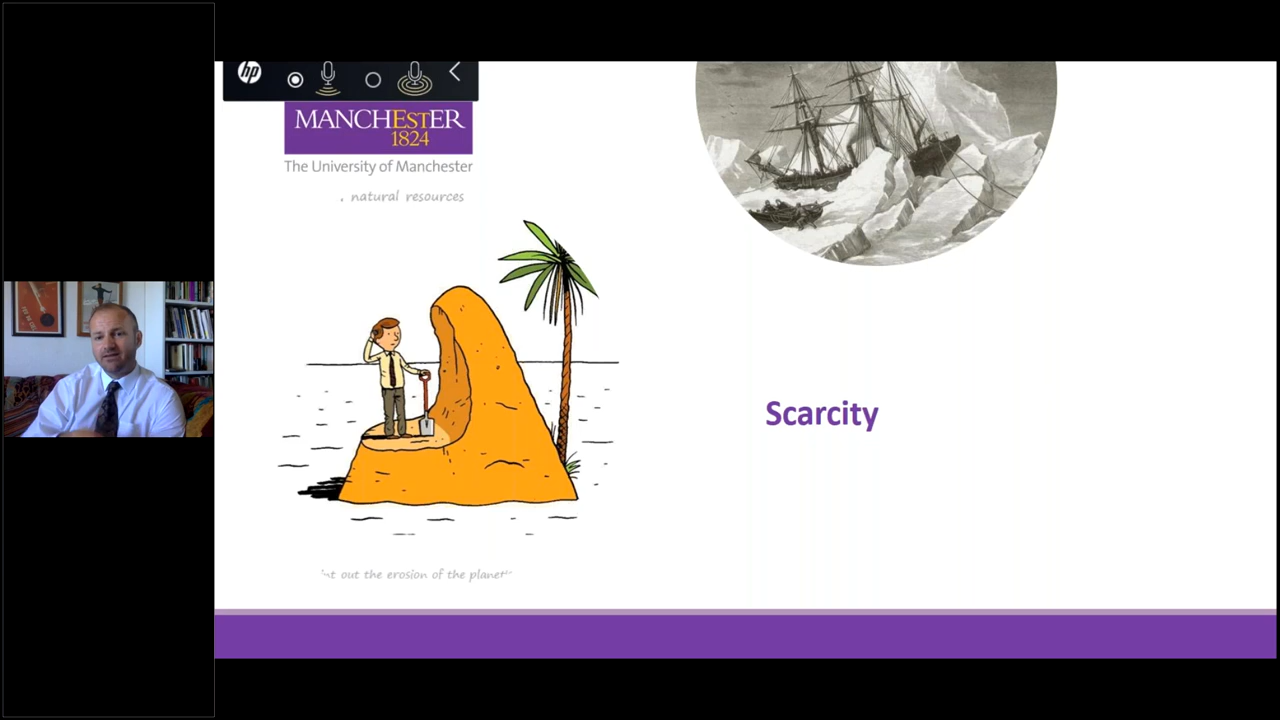 hp
MANCHEStER
1824
The University of Manchester
natural resources
Scarcity
out the erosion of the planet